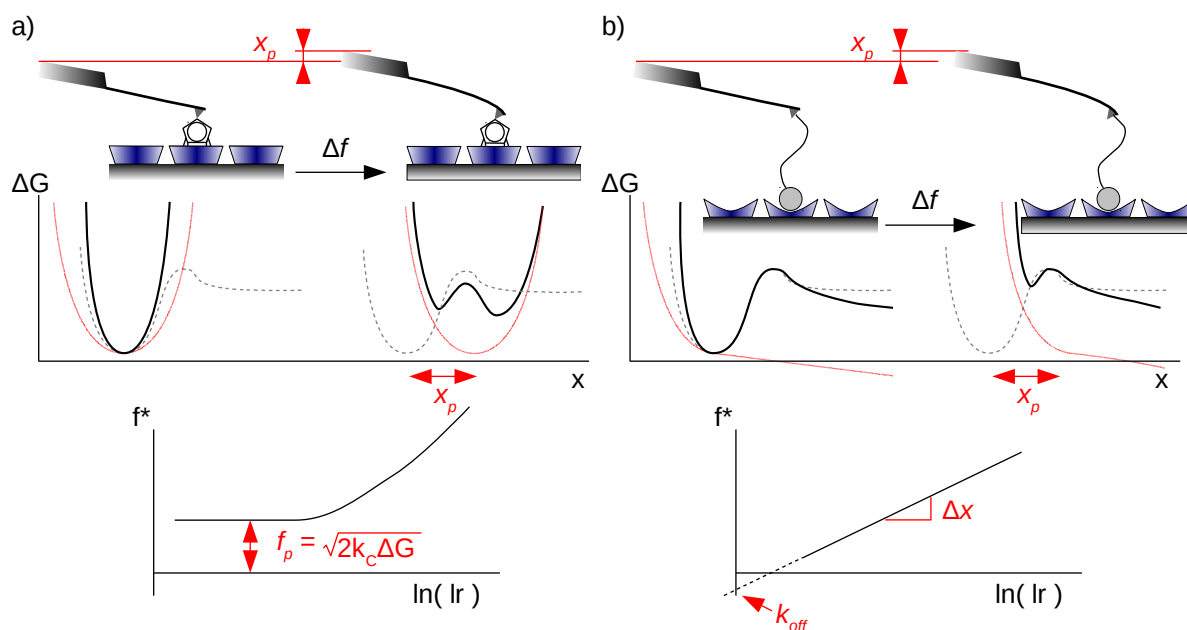 a)
x_p
Δf
ΔG
x
x_p
f*
f_p = √2k_CΔG
ln( lr )
b)
x_p
Δf
ΔG
x
x_p
f*
Δx
ln( lr )
k_off